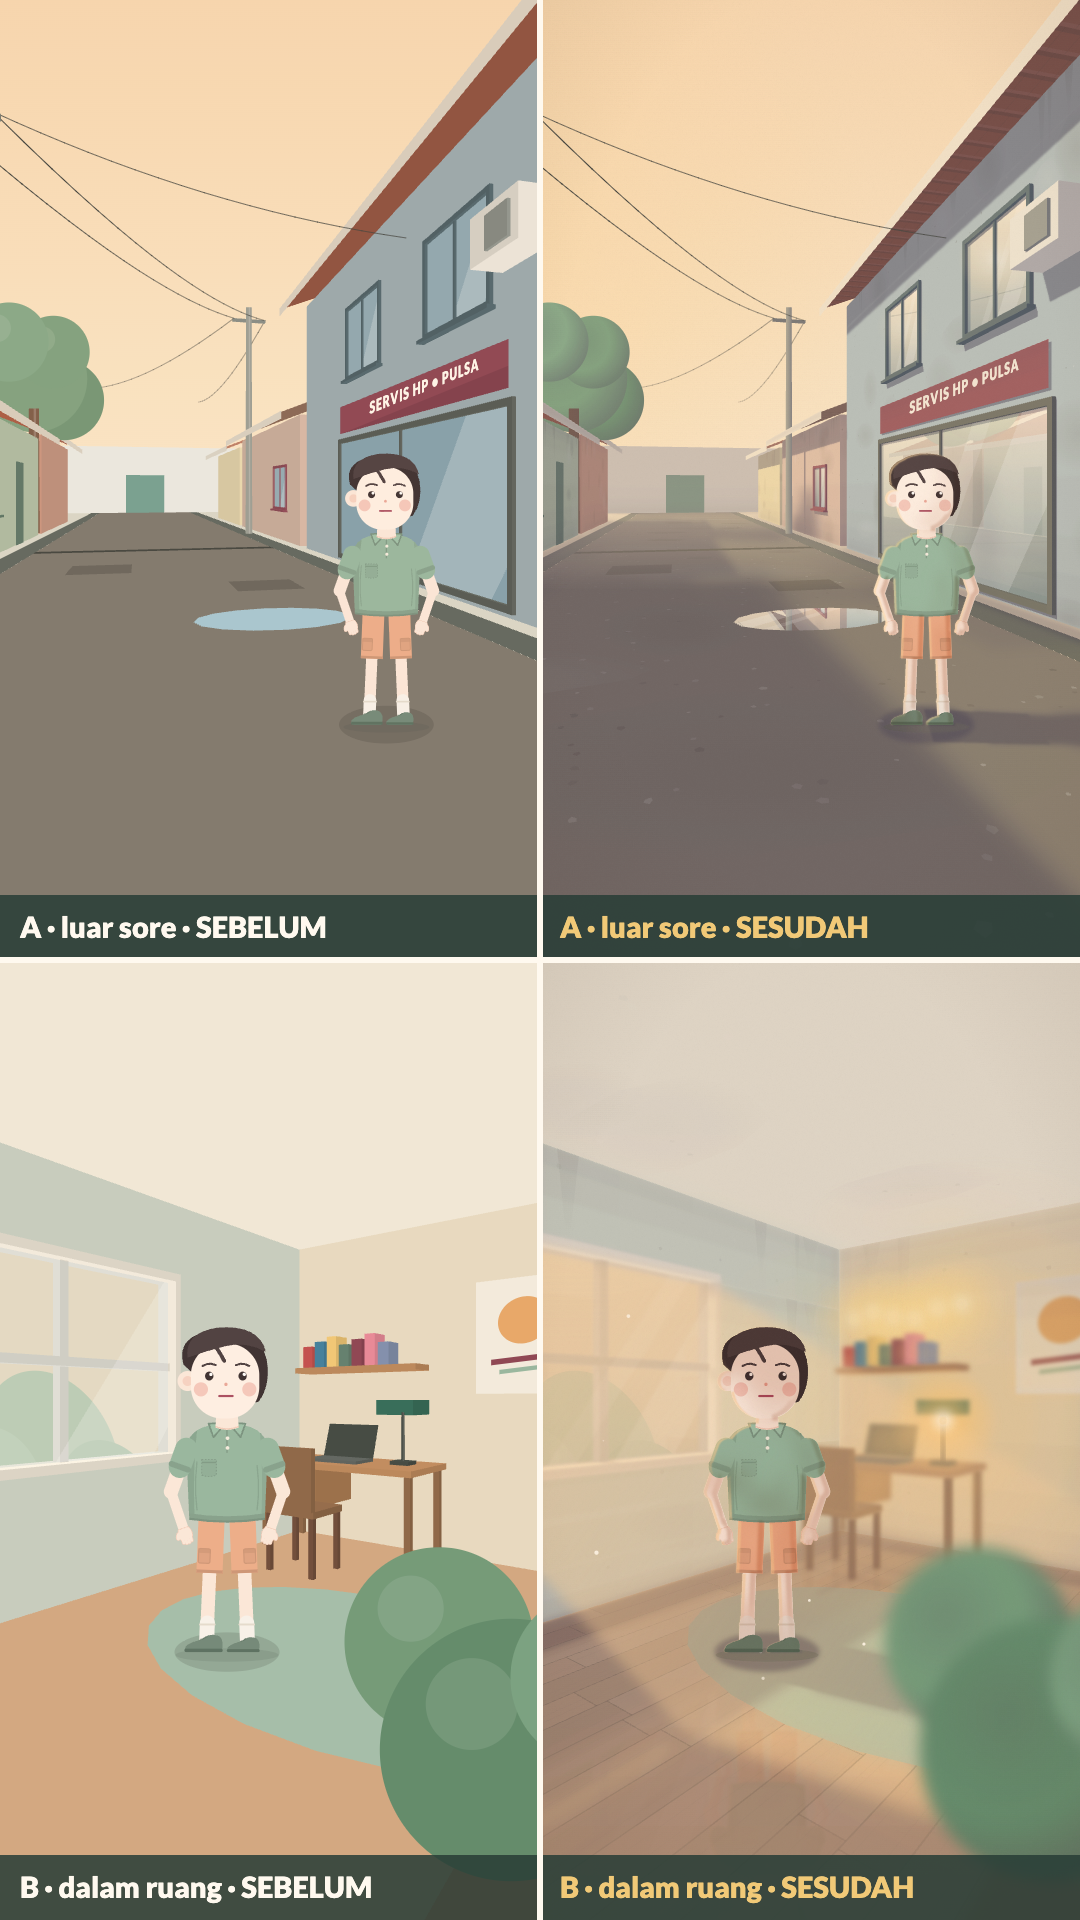 SERVIS HP • PULSA
SERVIS HP • PULSA
A • luar sore • SEBELUM
A • luar sore • SESUDAH
B • dalam ruang • SEBELUM
B • dalam ruang • SESUDAH